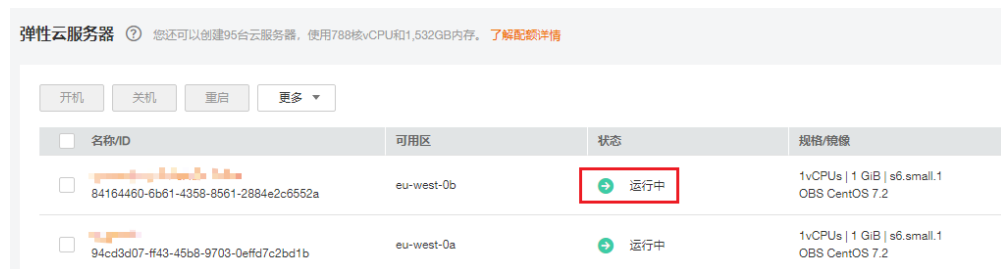 弹性云服务器 ? 您还可以创建95台云服务器，使用788核vCPU和1,532GB内存。 了解配额详情
开机 关机 重启 更多
名称/ID 可用区 状态 规格/镜像
84164460-6b61-4358-8561-2884e2c6552a eu-west-0b 运行中 1vCPUs | 1 GiB | s6.small.1
OBS CentOS 7.2
94cd3d07-ff43-45b8-9703-0effd7c2bd1b eu-west-0a 运行中 1vCPUs | 1 GiB | s6.small.1
OBS CentOS 7.2